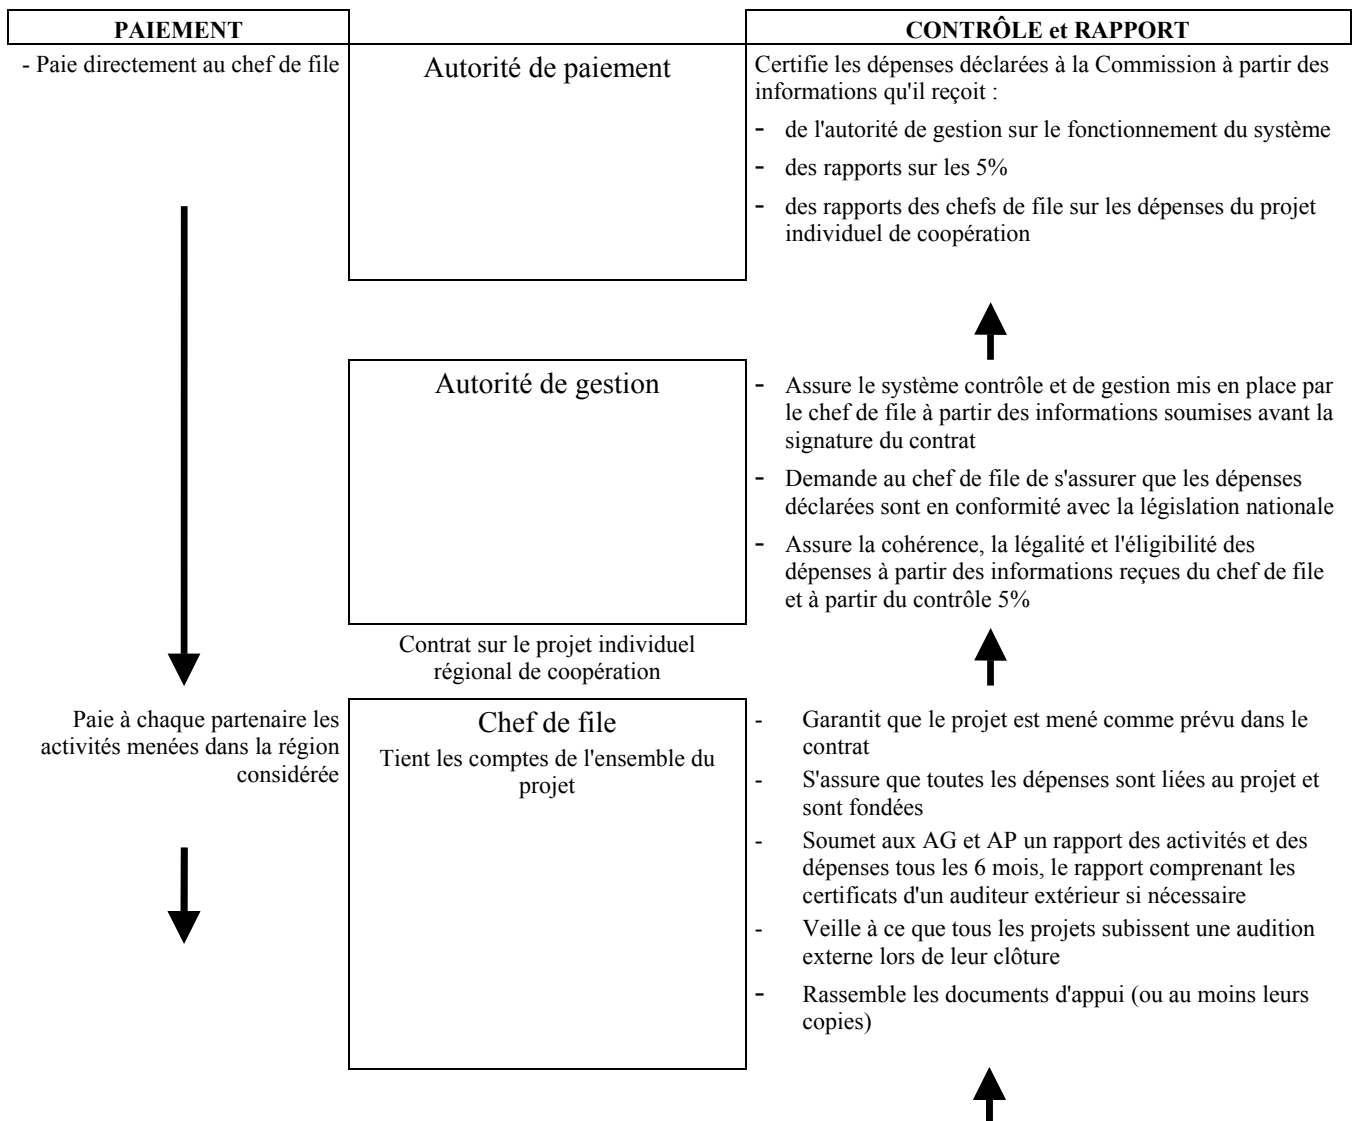 PAIEMENT
CONTRÔLE et RAPPORT
- Paie directement au chef de file
Autorité de paiement
Certifie les dépenses déclarées à la Commission à partir des
informations qu'il reçoit :
- de l'autorité de gestion sur le fonctionnement du système
- des rapports sur les 5%
- des rapports des chefs de file sur les dépenses du projet
individuel de coopération
Autorité de gestion
- Assure le système contrôle et de gestion mis en place par
le chef de file à partir des informations soumises avant la
signature du contrat
- Demande au chef de file de s'assurer que les dépenses
déclarées sont en conformité avec la législation nationale
- Assure la cohérence, la légalité et l'éligibilité des
dépenses à partir des informations reçues du chef de file
et à partir du contrôle 5%
Contrat sur le projet individuel
régional de coopération
Paie à chaque partenaire les
activités menées dans la région
considérée
Chef de file
Tient les comptes de l'ensemble du
projet
- Garantit que le projet est mené comme prévu dans le
contrat
- S'assure que toutes les dépenses sont liées au projet et
sont fondées
- Soumet aux AG et AP un rapport des activités et des
dépenses tous les 6 mois, le rapport comprenant les
certificats d'un auditeur extérieur si nécessaire
- Veille à ce que tous les projets subissent une audition
externe lors de leur clôture
- Rassemble les documents d'appui (ou au moins leurs
copies)